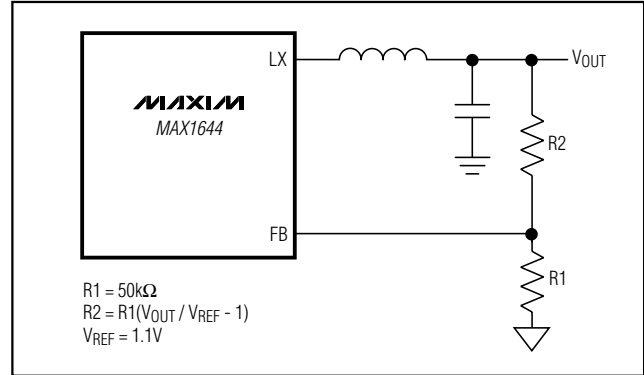 LX
VOUT
MAXIM
MAX1644
R2
FB
R1
R1 = 50kΩ
R2 = R1(VOUT / VREF - 1)
VREF = 1.1V